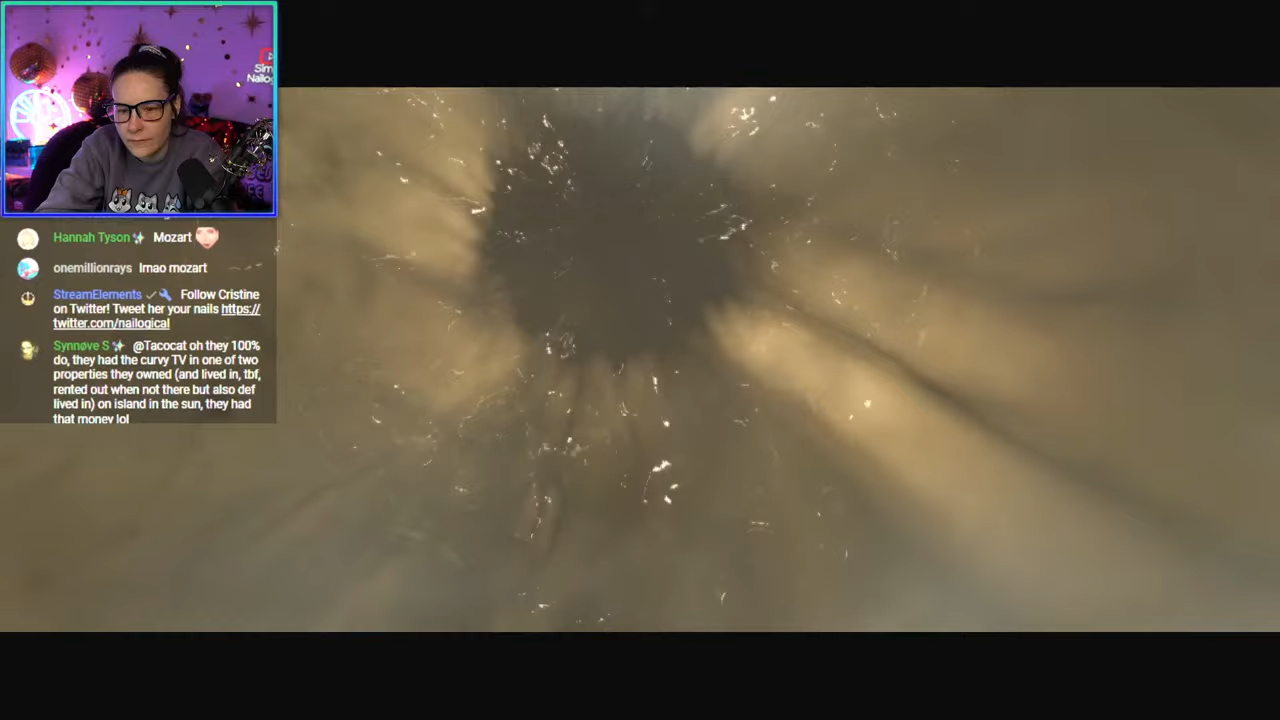 Sim
Nailog
Hannah Tyson Mozart
onemillionrays lmao mozart
StreamElements Follow Cristine
on Twitter! Tweet her your nails https://
twitter.com/nailogical
Synnøve S @Tacocat oh they 100%
do, they had the curvy TV in one of two
properties they owned (and lived in, tbf,
rented out when not there but also def
lived in) on island in the sun, they had
that money lol